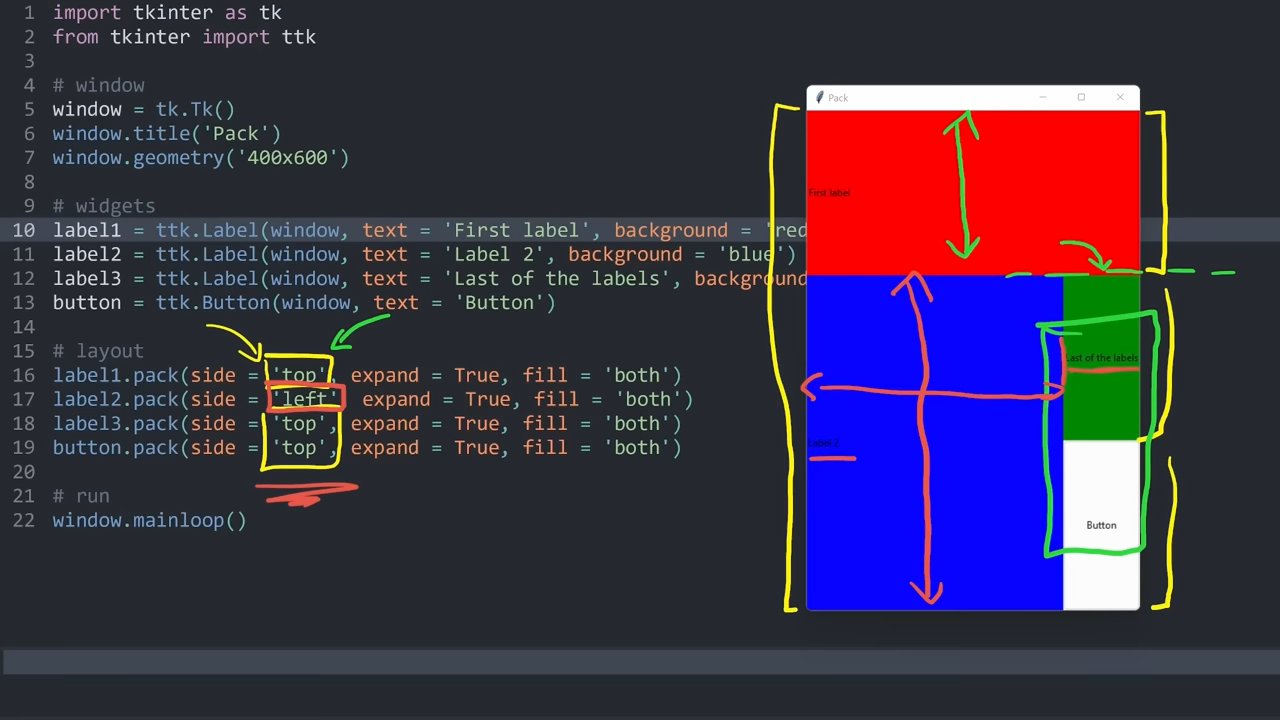 1 import tkinter as tk
2 from tkinter import ttk
3
4 # window
5 window = tk.Tk()
6 window.title('Pack')
7 window.geometry('400x600')
8
9 # widgets
10 label1 = ttk.Label(window, text = 'First label', background = 'red
11 label2 = ttk.Label(window, text = 'Label 2', background = 'blue')
12 label3 = ttk.Label(window, text = 'Last of the labels', background
13 button = ttk.Button(window, text = 'Button')
14
15 # layout
16 label1.pack(side = 'top', expand = True, fill = 'both')
17 label2.pack(side = 'left', expand = True, fill = 'both')
18 label3.pack(side = 'top', expand = True, fill = 'both')
19 button.pack(side = 'top', expand = True, fill = 'both')
20
21 # run
22 window.mainloop()
Pack
First label
Last of the labels
Label 2
Button